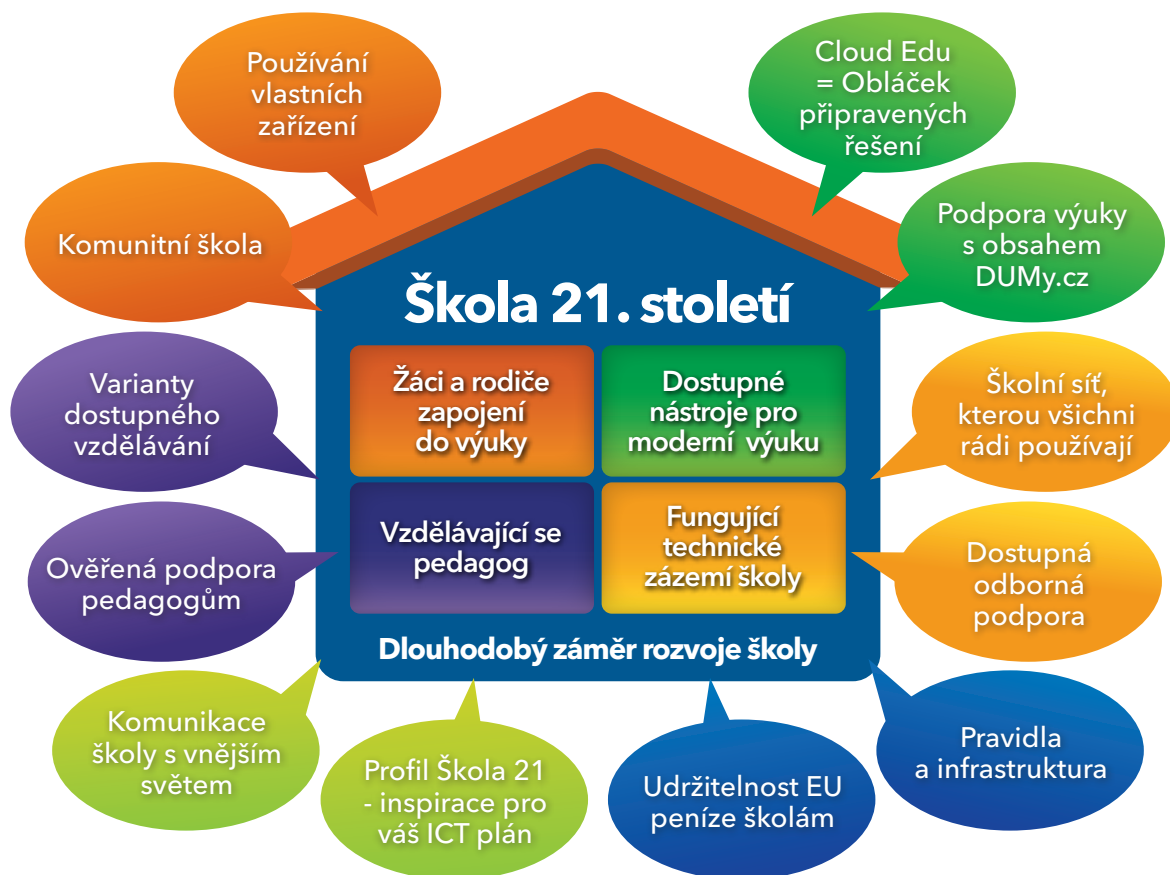 Používání
vlastních
zařízení
Cloud Edu
= Obláček
připravených
řešení
Komunitní škola
Podpora výuky
s obsahem
DUMy.cz
Škola 21. století
Žáci a rodiče
zapojení
do výuky
Dostupné
nástroje pro
moderní výuku
Varianty
dostupného
vzdělávání
Školní síť,
kterou všichni
rádi používají
Vzdělávající se
pedagog
Fungující
technické
zázemí školy
Ověřená podpora
pedagogům
Dostupná
odborná
podpora
Dlouhodobý záměr rozvoje školy
Komunikace
školy s vnějším
světem
Profil Škola 21
- inspirace pro
váš ICT plán
Udržitelnost EU
peníze školám
Pravidla
a infrastruktura